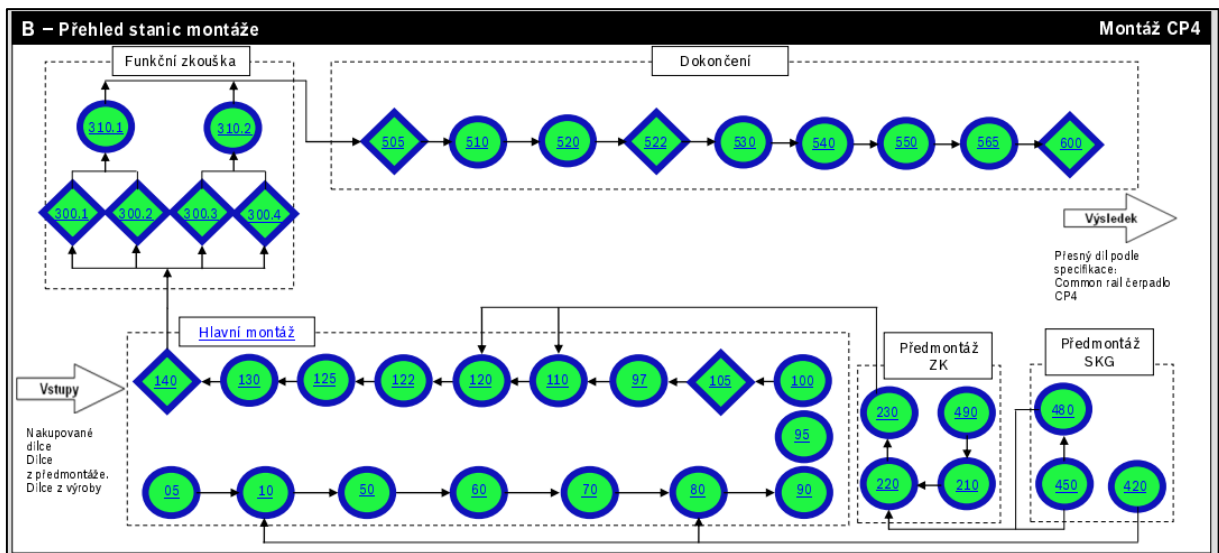 B – Přehled stanic montáže
Montáž CP4
Funkční zkouška
Dokončení
310.1
310.2
505
510
520
522
530
540
550
565
600
300.1
300.2
300.3
300.4
Výsledek
Přesný díl podle
specifikace:
Common rail čerpadlo
CP4
Hlavní montáž
Předmontáž
ZK
Předmontáž
SKG
Vstupy
Nakupované
dílce
Dílce
z předmontáže.
Dílce z výroby
140
130
125
122
120
110
97
105
100
95
05
10
50
60
70
80
90
230
490
220
210
480
450
420